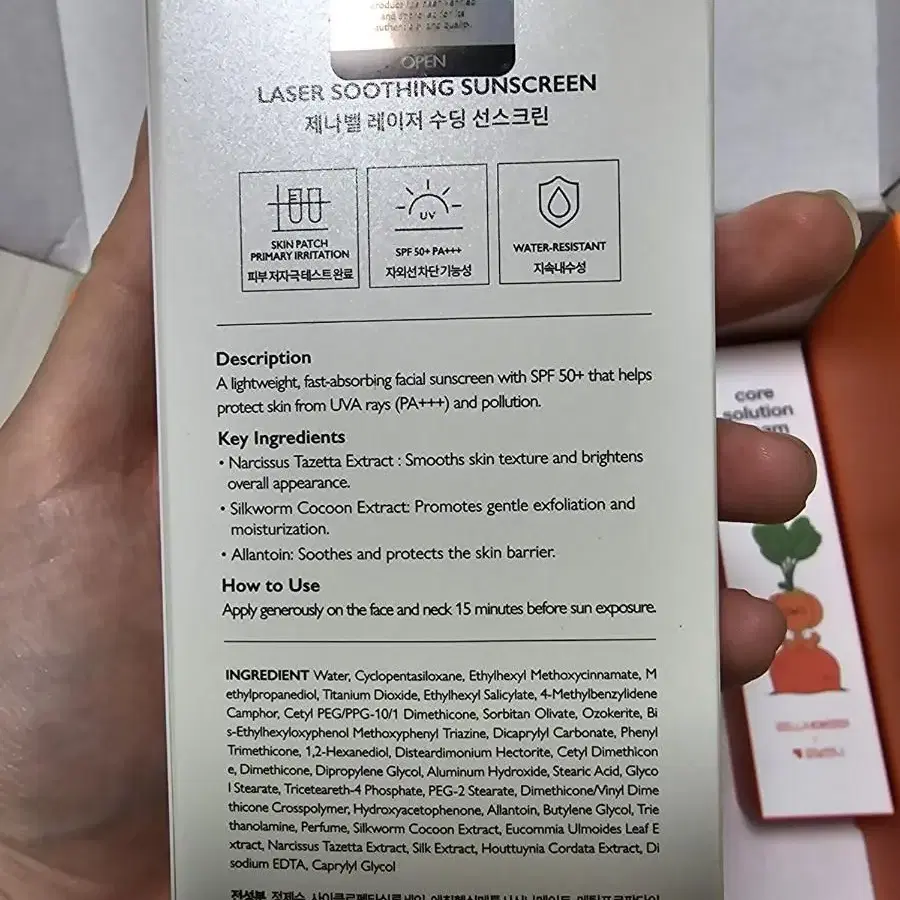 OPEN
LASER SOOTHING SUNSCREEN
제나벨 레이저 수딩 선스크린
SKIN PATCH
PRIMARY IRRITATION
피부 저자극 테스트 완료
UV
SPF 50+ PA+++
자외선차단 기능성
WATER-RESISTANT
지속내수성
Description
A lightweight, fast-absorbing facial sunscreen with SPF 50+ that helps
protect skin from UVA rays (PA+++) and pollution.
Key Ingredients
• Narcissus Tazetta Extract : Smooths skin texture and brightens
overall appearance.
• Silkworm Cocoon Extract: Promotes gentle exfoliation and
moisturization.
• Allantoin: Soothes and protects the skin barrier.
How to Use
Apply generously on the face and neck 15 minutes before sun exposure.
INGREDIENT Water, Cyclopentasiloxane, Ethylhexyl Methoxycinnamate, M
ethylpropanediol, Titanium Dioxide, Ethylhexyl Salicylate, 4-Methylbenzylidene
Camphor, Cetyl PEG/PPG-10/1 Dimethicone, Sorbitan Olivate, Ozokerite, Bi
s-Ethylhexyloxyphenol Methoxyphenyl Triazine, Dicaprylyl Carbonate, Phenyl
Trimethicone, 1,2-Hexanediol, Disteardimonium Hectorite, Cetyl Dimethicon
e, Dimethicone, Dipropylene Glycol, Aluminum Hydroxide, Stearic Acid, Glyco
l Stearate, Triceteareth-4 Phosphate, PEG-2 Stearate, Dimethicone/Vinyl Dime
thicone Crosspolymer, Hydroxyacetophenone, Allantoin, Butylene Glycol, Trie
thanolamine, Perfume, Silkworm Cocoon Extract, Eucommia Ulmoides Leaf E
xtract, Narcissus Tazetta Extract, Silk Extract, Houttuynia Cordata Extract, Di
sodium EDTA, Caprylyl Glycol
전성분 정제수
core
solution